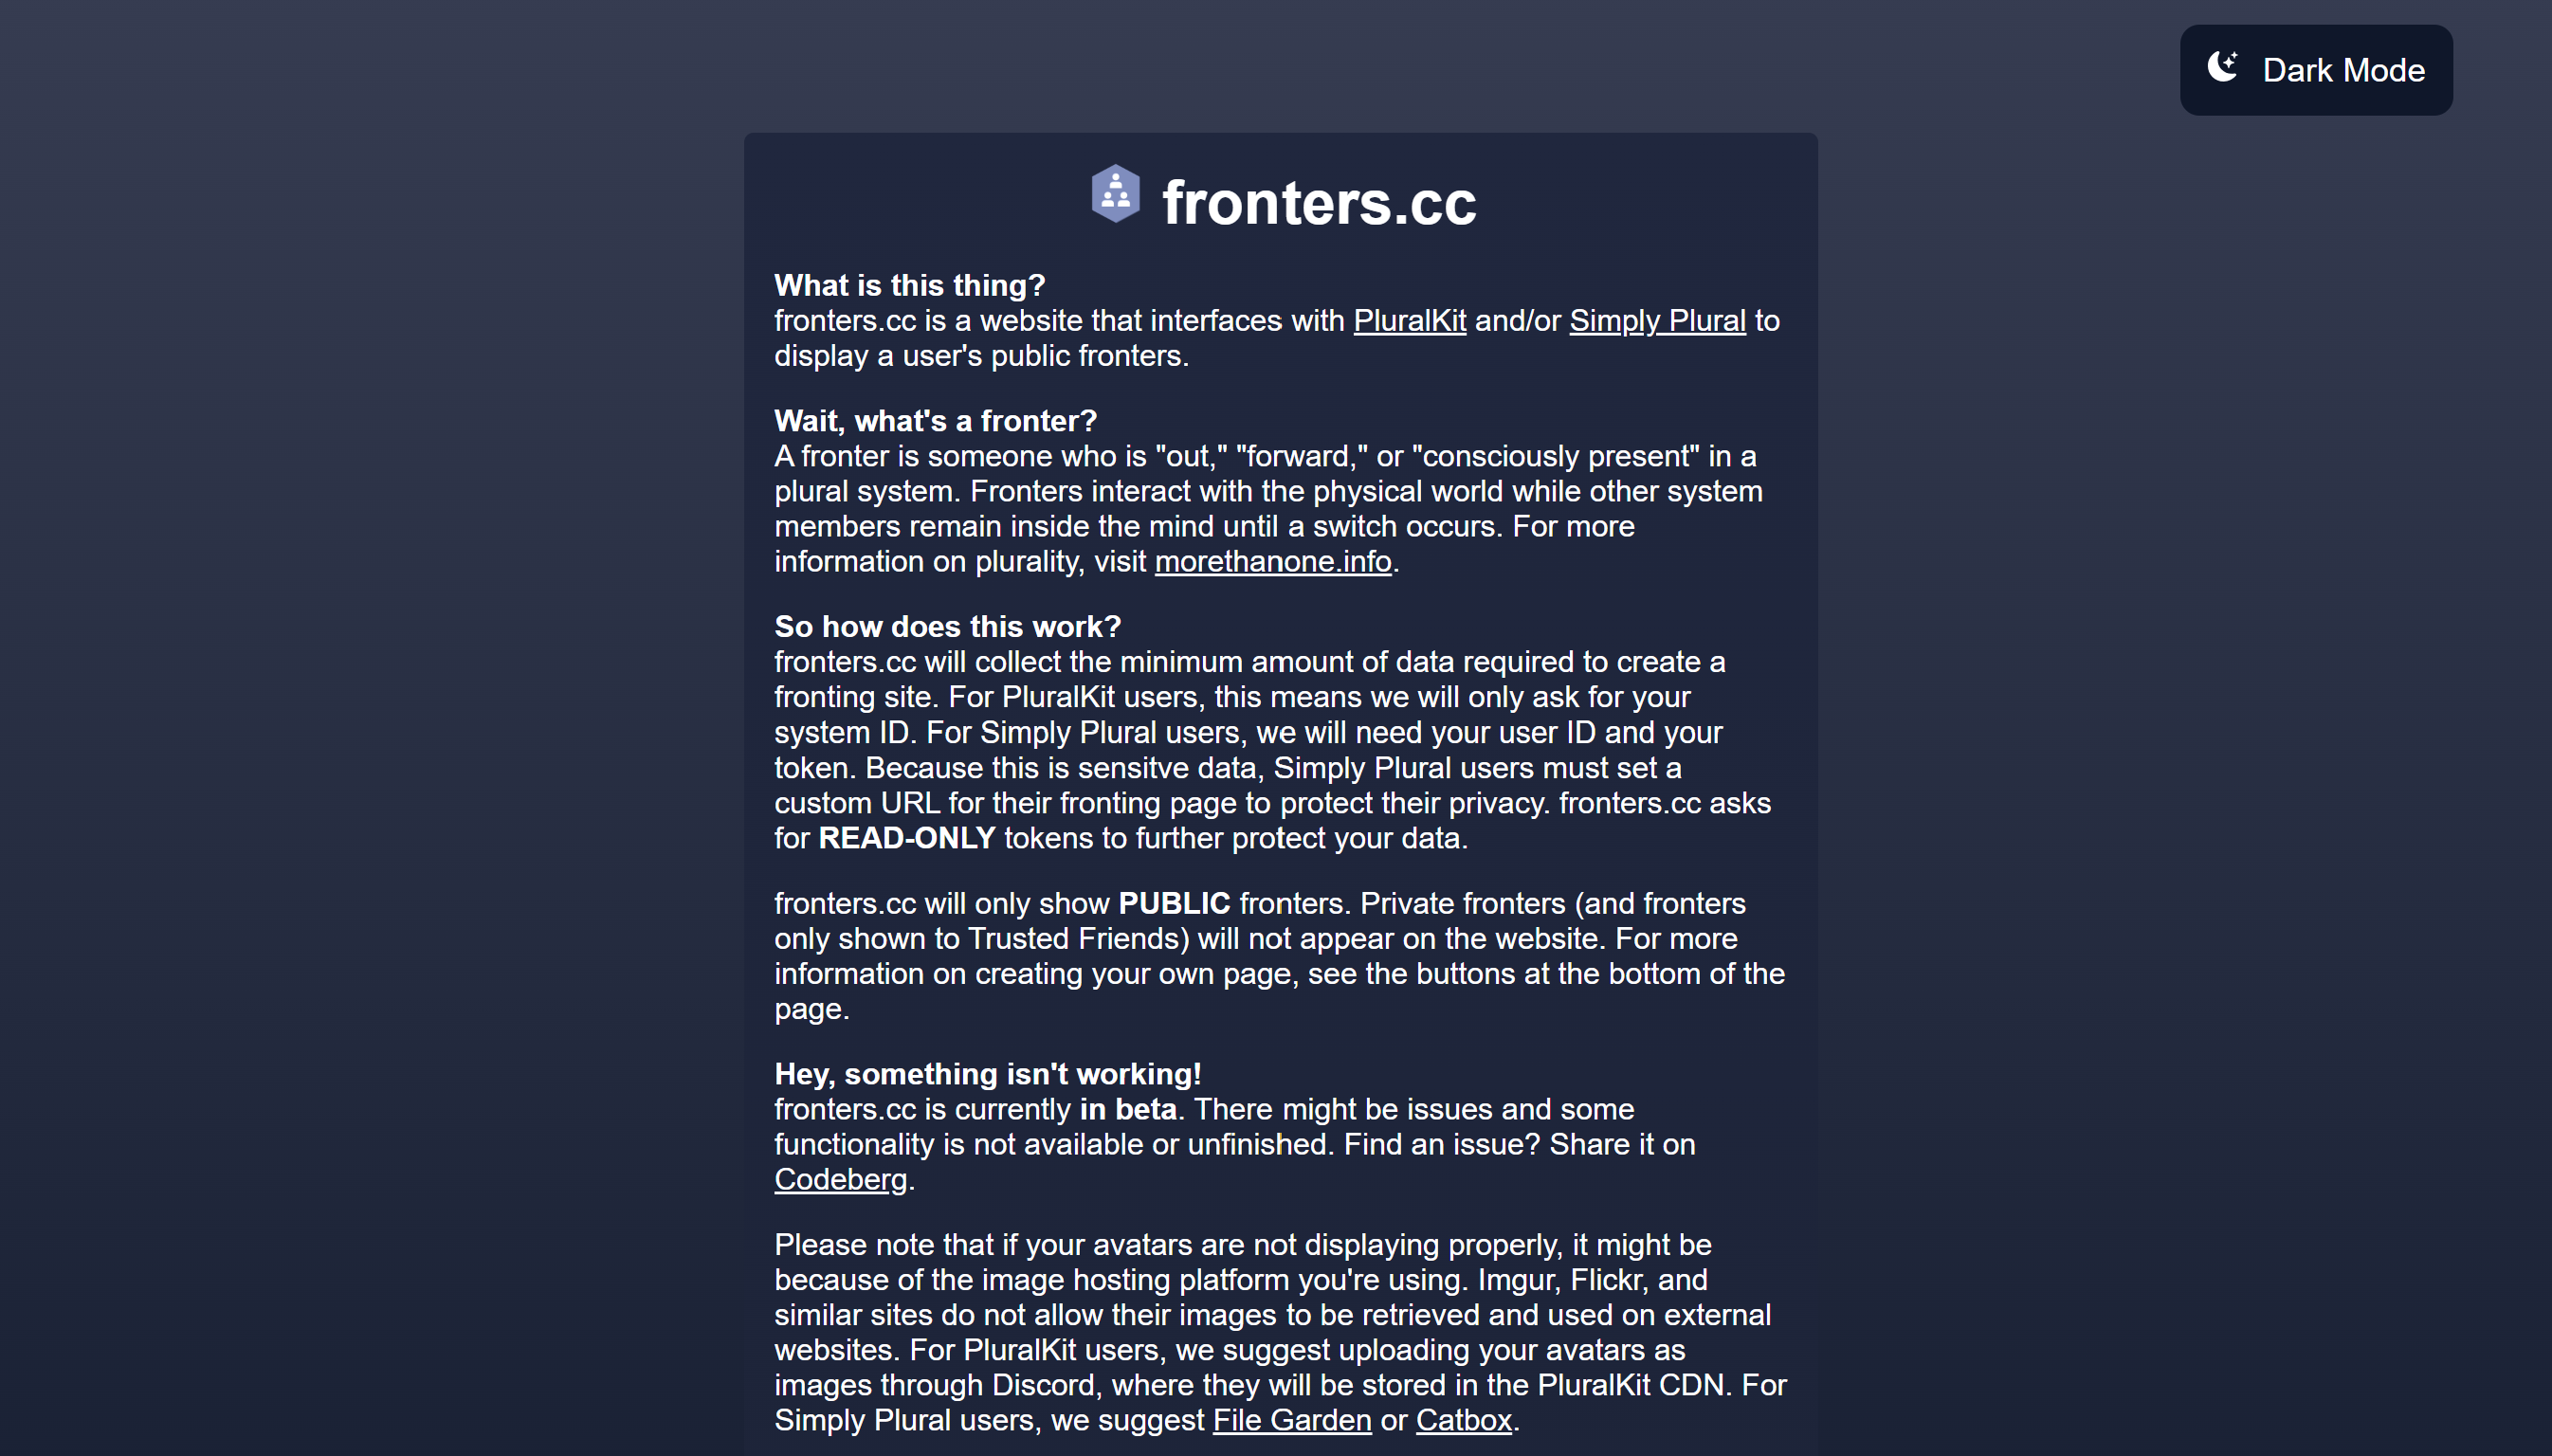 Dark Mode
fronters.cc
What is this thing?
fronters.cc is a website that interfaces with PluralKit and/or Simply Plural to
display a user's public fronters.
Wait, what's a fronter?
A fronter is someone who is "out," "forward," or "consciously present" in a
plural system. Fronters interact with the physical world while other system
members remain inside the mind until a switch occurs. For more
information on plurality, visit morethanone.info.
So how does this work?
fronters.cc will collect the minimum amount of data required to create a
fronting site. For PluralKit users, this means we will only ask for your
system ID. For Simply Plural users, we will need your user ID and your
token. Because this is sensitve data, Simply Plural users must set a
custom URL for their fronting page to protect their privacy. fronters.cc asks
for READ-ONLY tokens to further protect your data.
fronters.cc will only show PUBLIC fronters. Private fronters (and fronters
only shown to Trusted Friends) will not appear on the website. For more
information on creating your own page, see the buttons at the bottom of the
page.
Hey, something isn't working!
fronters.cc is currently in beta. There might be issues and some
functionality is not available or unfinished. Find an issue? Share it on
Codeberg.
Please note that if your avatars are not displaying properly, it might be
because of the image hosting platform you're using. Imgur, Flickr, and
similar sites do not allow their images to be retrieved and used on external
websites. For PluralKit users, we suggest uploading your avatars as
images through Discord, where they will be stored in the PluralKit CDN. For
Simply Plural users, we suggest File Garden or Catbox.